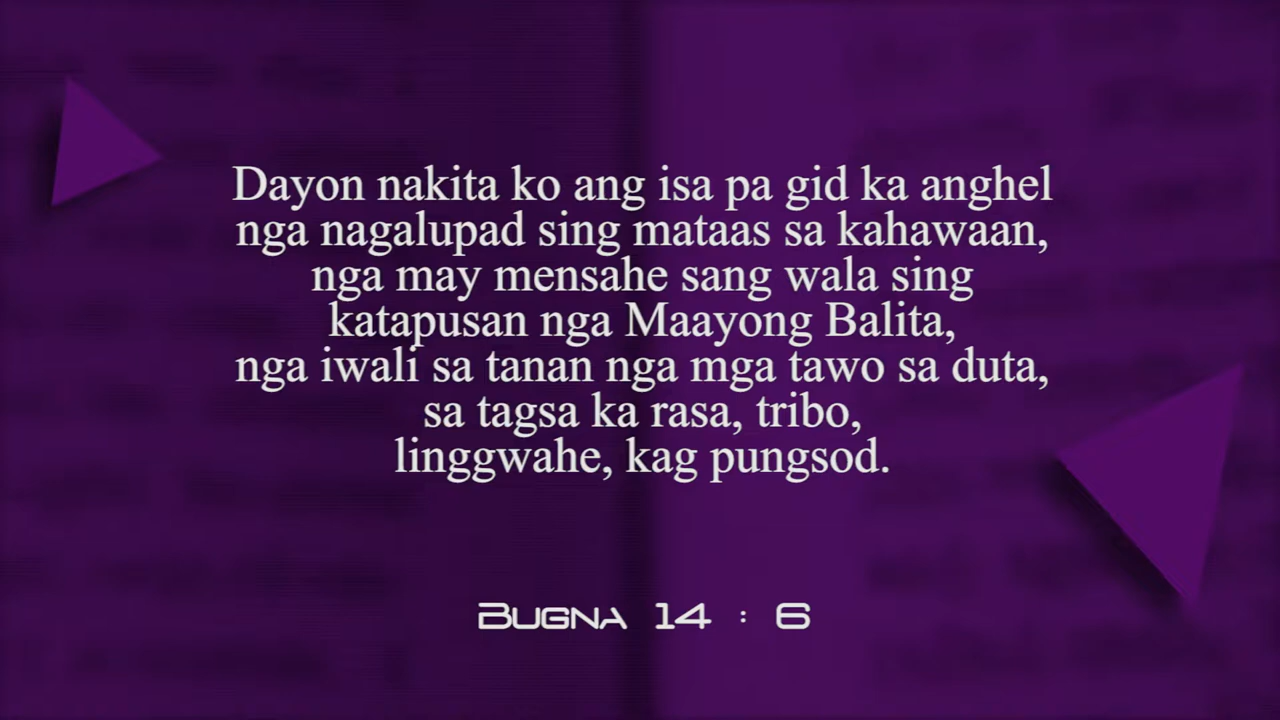 Dayon nakita ko ang isa pa gid ka anghel
nga nagalupad sing mataas sa kahawaan,
nga may mensahe sang wala sing
katapusan nga Maayong Balita,
nga iwali sa tanan nga mga tawo sa duta,
sa tagsa ka rasa, tribo,
linggwahe, kag pungsod.
Bugna 14 : 6